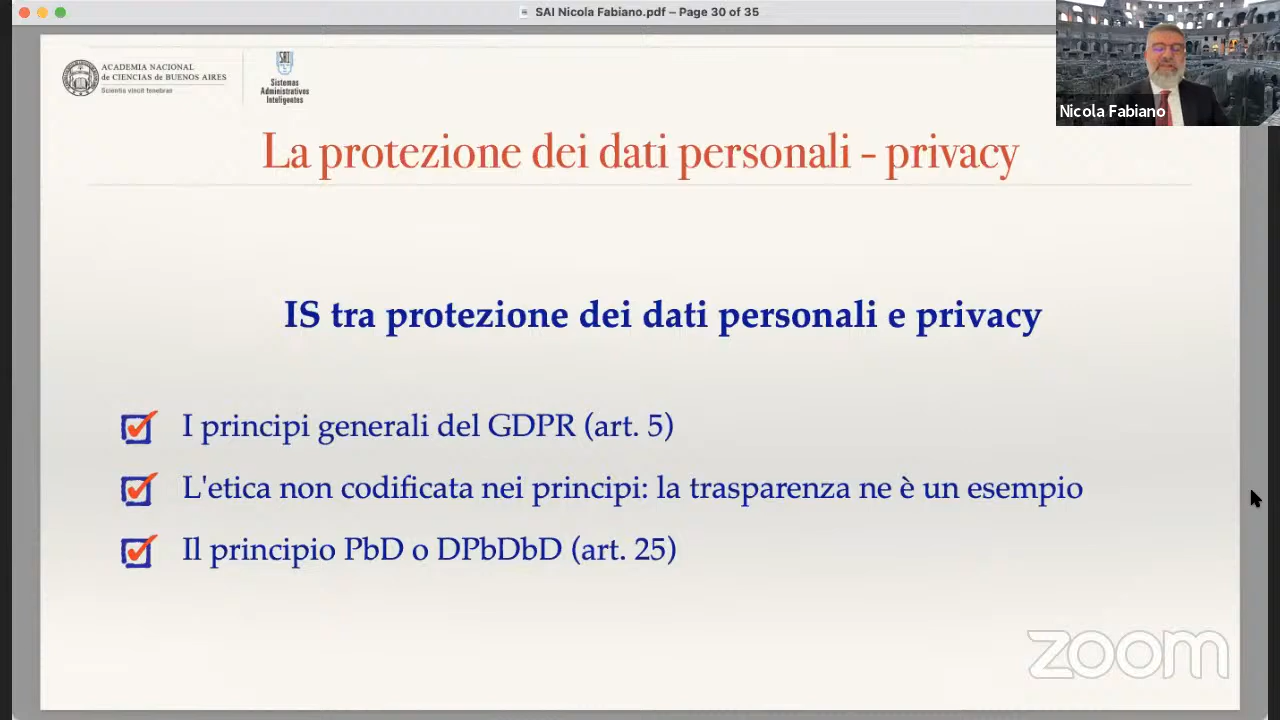 SAI Nicola Fabiano.pdf – Page 30 of 35
ACADEMIA NACIONAL
de CIENCIAS de BUENOS AIRES
Scientia vincit tenebras
SAI
Sistemas
Administrativos
Inteligentes
Nicola Fabiano
La protezione dei dati personali - privacy
IS tra protezione dei dati personali e privacy
I principi generali del GDPR (art. 5)
L'etica non codificata nei principi: la trasparenza ne è un esempio
Il principio PbD o DPbDbD (art. 25)
zoom